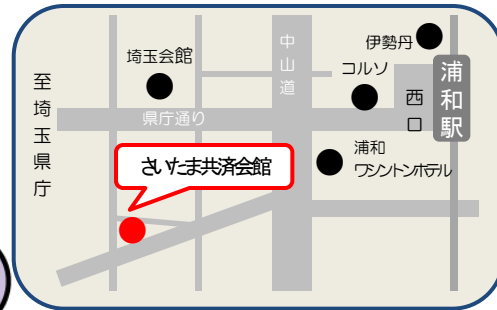 伊勢丹
浦和駅
中山道
埼玉会館
コルソ
西口
至埼玉県庁
県庁通り
浦和
ワシントンホテル
さいたま共済会館